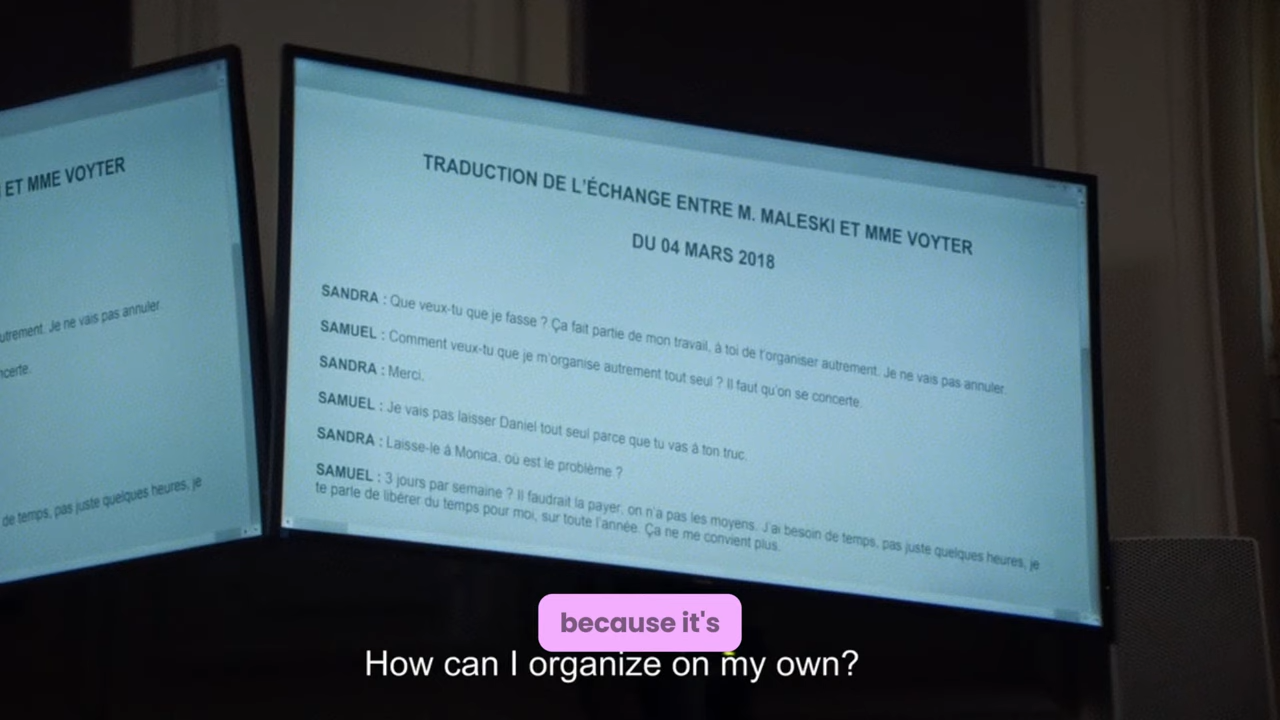 ET MME VOYTER
utrement. Je ne vais pas annuler.
ncerte.
de temps, pas juste quelques heures, je
TRADUCTION DE L'ÉCHANGE ENTRE M. MALESKI ET MME VOYTER
DU 04 MARS 2018
SANDRA : Que veux-tu que je fasse ? Ça fait partie de mon travail, à toi de t'organiser autrement. Je ne vais pas annuler.
SAMUEL : Comment veux-tu que je m'organise autrement tout seul ? Il faut qu'on se concerte.
SANDRA : Merci.
SAMUEL : Je vais pas laisser Daniel tout seul parce que tu vas à ton truc.
SANDRA : Laisse-le à Monica, où est le problème ?
SAMUEL : 3 jours par semaine ? Il faudrait la payer, on n'a pas les moyens. J'ai besoin de temps, pas juste quelques heures, je
te parle de libérer du temps pour moi, sur toute l'année. Ça ne me convient plus.
because it's
How can I organize on my own?